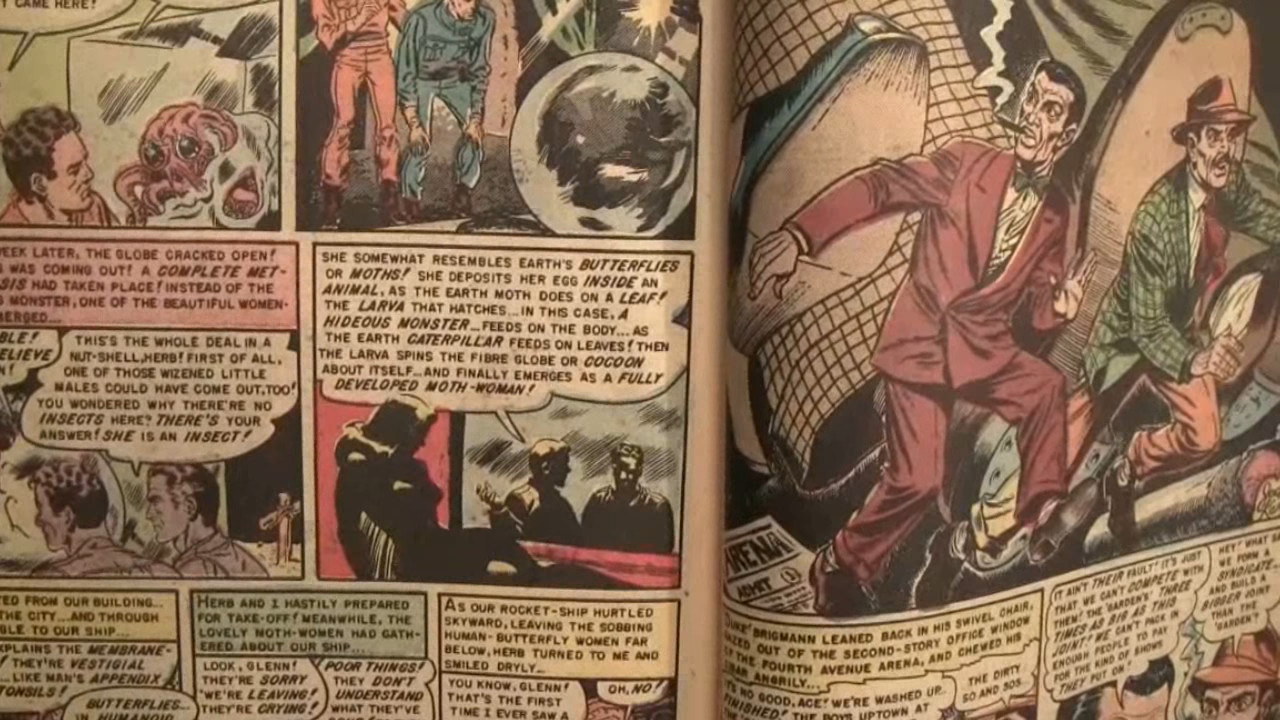 CAME HERE!
WEEK LATER, THE GLOBE CRACKED OPEN!
WAS COMING OUT! A COMPLETE MET-
SIS HAD TAKEN PLACE! INSTEAD OF THE
MONSTER, ONE OF THE BEAUTIFUL WOMEN-
MERGED...
BLE!
ELIEVE
N!
THIS'S THE WHOLE DEAL IN A
NUT-SHELL, HERB! FIRST OF ALL,
ONE OF THOSE WIZENED LITTLE
MALES COULD HAVE COME OUT, TOO!
YOU WONDERED WHY THERE'RE NO
INSECTS HERE? THERE'S YOUR
ANSWER! SHE IS AN INSECT!
SHE SOMEWHAT RESEMBLES EARTH'S BUTTERFLIES
OR MOTHS! SHE DEPOSITS HER EGG INSIDE AN
ANIMAL, AS THE EARTH MOTH DOES ON A LEAF!
THE LARVA THAT HATCHES... IN THIS CASE, A
HIDEOUS MONSTER... FEEDS ON THE BODY... AS
THE EARTH CATERPILLAR FEEDS ON LEAVES! THEN
THE LARVA SPINS THE FIBRE GLOBE OR COCOON
ABOUT ITSELF... AND FINALLY EMERGES AS A FULLY
DEVELOPED MOTH-WOMAN!
TED FROM OUR BUILDING...
THE CITY... AND THROUGH
GLE TO OUR SHIP...
XPLAINS THE MEMBRANE-
! THEY'RE VESTIGIAL
... LIKE MAN'S APPENDIX
TONSILS!
BUTTERFLIES...
IN HUMANOID
HERB AND I HASTILY PREPARED
FOR TAKE-OFF! MEANWHILE, THE
LOVELY MOTH-WOMEN HAD GATH-
ERED ABOUT OUR SHIP...
LOOK, GLENN!
THEY'RE SORRY
WE'RE LEAVING!
THEY'RE CRYING!
POOR THINGS!
THEY DON'T
UNDERSTAND
WHAT THEY'VE
AS OUR ROCKET-SHIP HURTLED
SKYWARD, LEAVING THE SOBBING
HUMAN-BUTTERFLY WOMEN FAR
BELOW, HERB TURNED TO ME AND
SMILED DRYLY...
YOU KNOW, GLENN!
THAT'S THE FIRST
TIME I EVER SAW A
OH, NO!
ARENA
ADMIT
DUKE' BRIGMANN LEANED BACK IN HIS SWIVEL CHAIR,
GAZED OUT OF THE SECOND-STORY OFFICE WINDOW
OF THE FOURTH AVENUE ARENA, AND CHEWED HIS
ANGRILY...
IT'S NO GOOD, ACE! WE'RE WASHED UP.
FINISHED! THE BOYS UPTOWN AT
THE DIRTY
SO AND SOS.
IT AIN'T THEIR FAULT! IT'S JUST
THAT WE CAN'T COMPETE WITH
THEM! THE 'GARDEN'S' THREE
TIMES AS BIG AS THIS
JOINT! WE CAN'T PACK IN
ENOUGH PEOPLE TO PAY
FOR THE KIND OF SHOWS
THEY PUT ON!
HEY! WHAT
WE FORM A
SYNDICATE...
AND BUILD A
BIGGER JOINT
THAN THE
'GARDEN'?